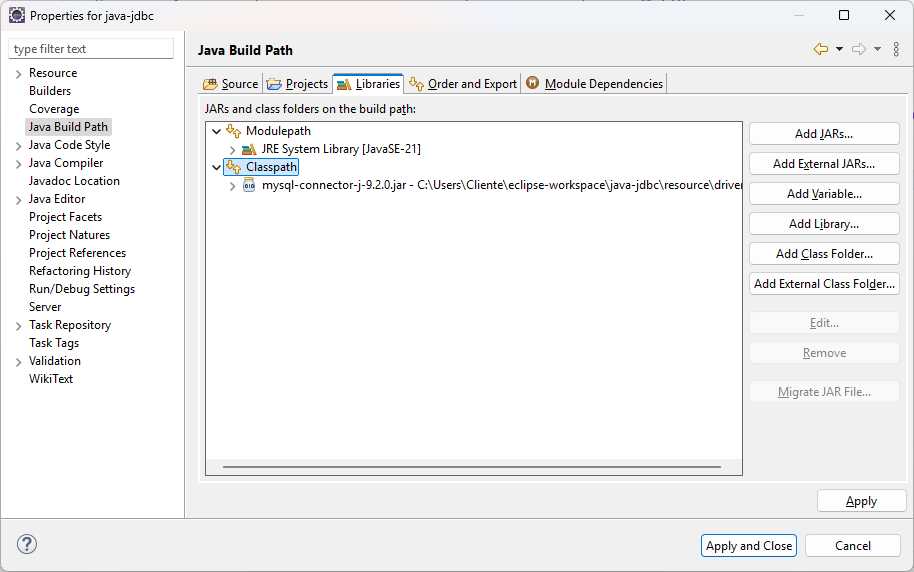 Properties for java-jdbc
type filter text
Resource
Builders
Coverage
Java Build Path
Java Code Style
Java Compiler
Javadoc Location
Java Editor
Project Facets
Project Natures
Project References
Refactoring History
Run/Debug Settings
Server
Task Repository
Task Tags
Validation
WikiText
Java Build Path
Source Projects Libraries Order and Export Module Dependencies
JARs and class folders on the build path:
Modulepath
JRE System Library [JavaSE-21]
Classpath
mysql-connector-j-9.2.0.jar - C:\Users\Cliente\eclipse-workspace\java-jdbc\resource\driver
Add JARs...
Add External JARs...
Add Variable...
Add Library...
Add Class Folder...
Add External Class Folder...
Edit...
Remove
Migrate JAR File...
Apply
Apply and Close
Cancel